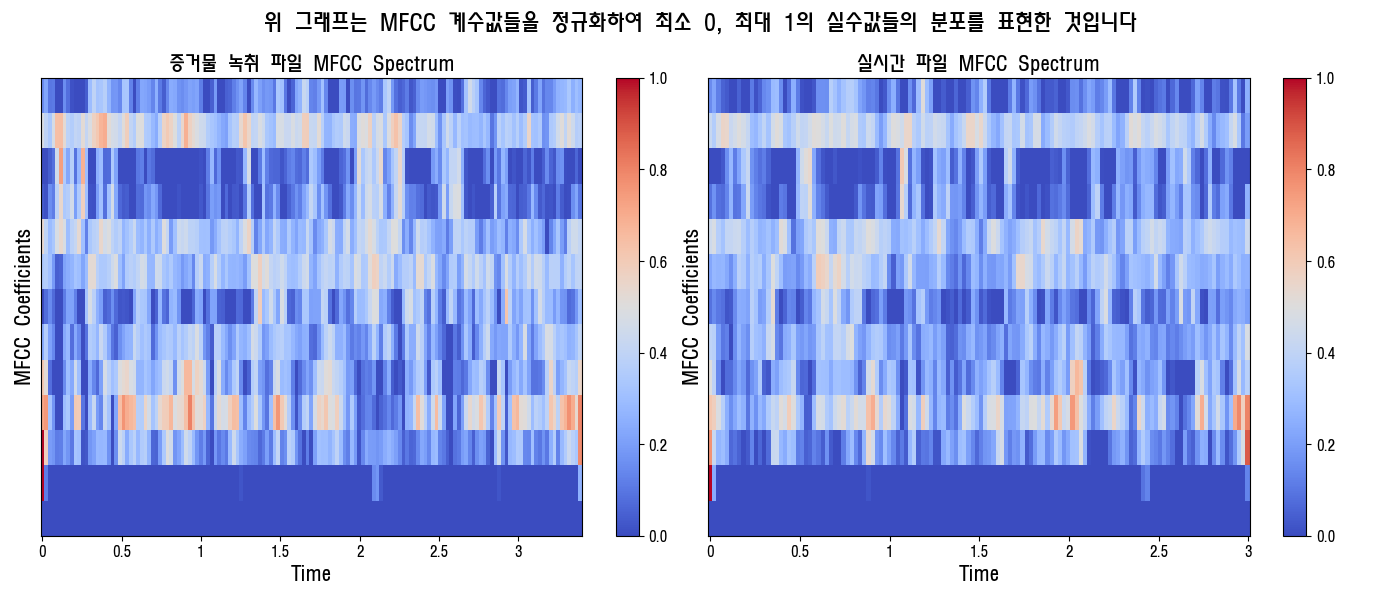 위 그래프는 MFCC 계수값들을 정규화하여 최소 0, 최대 1의 실수값들의 분포를 표현한 것입니다
증거물 녹취 파일 MFCC Spectrum
MFCC Coefficients
0 0.5 1 1.5 2 2.5 3
Time
1.0
0.8
0.6
0.4
0.2
0.0
실시간 파일 MFCC Spectrum
MFCC Coefficients
0 0.5 1 1.5 2 2.5 3
Time
1.0
0.8
0.6
0.4
0.2
0.0